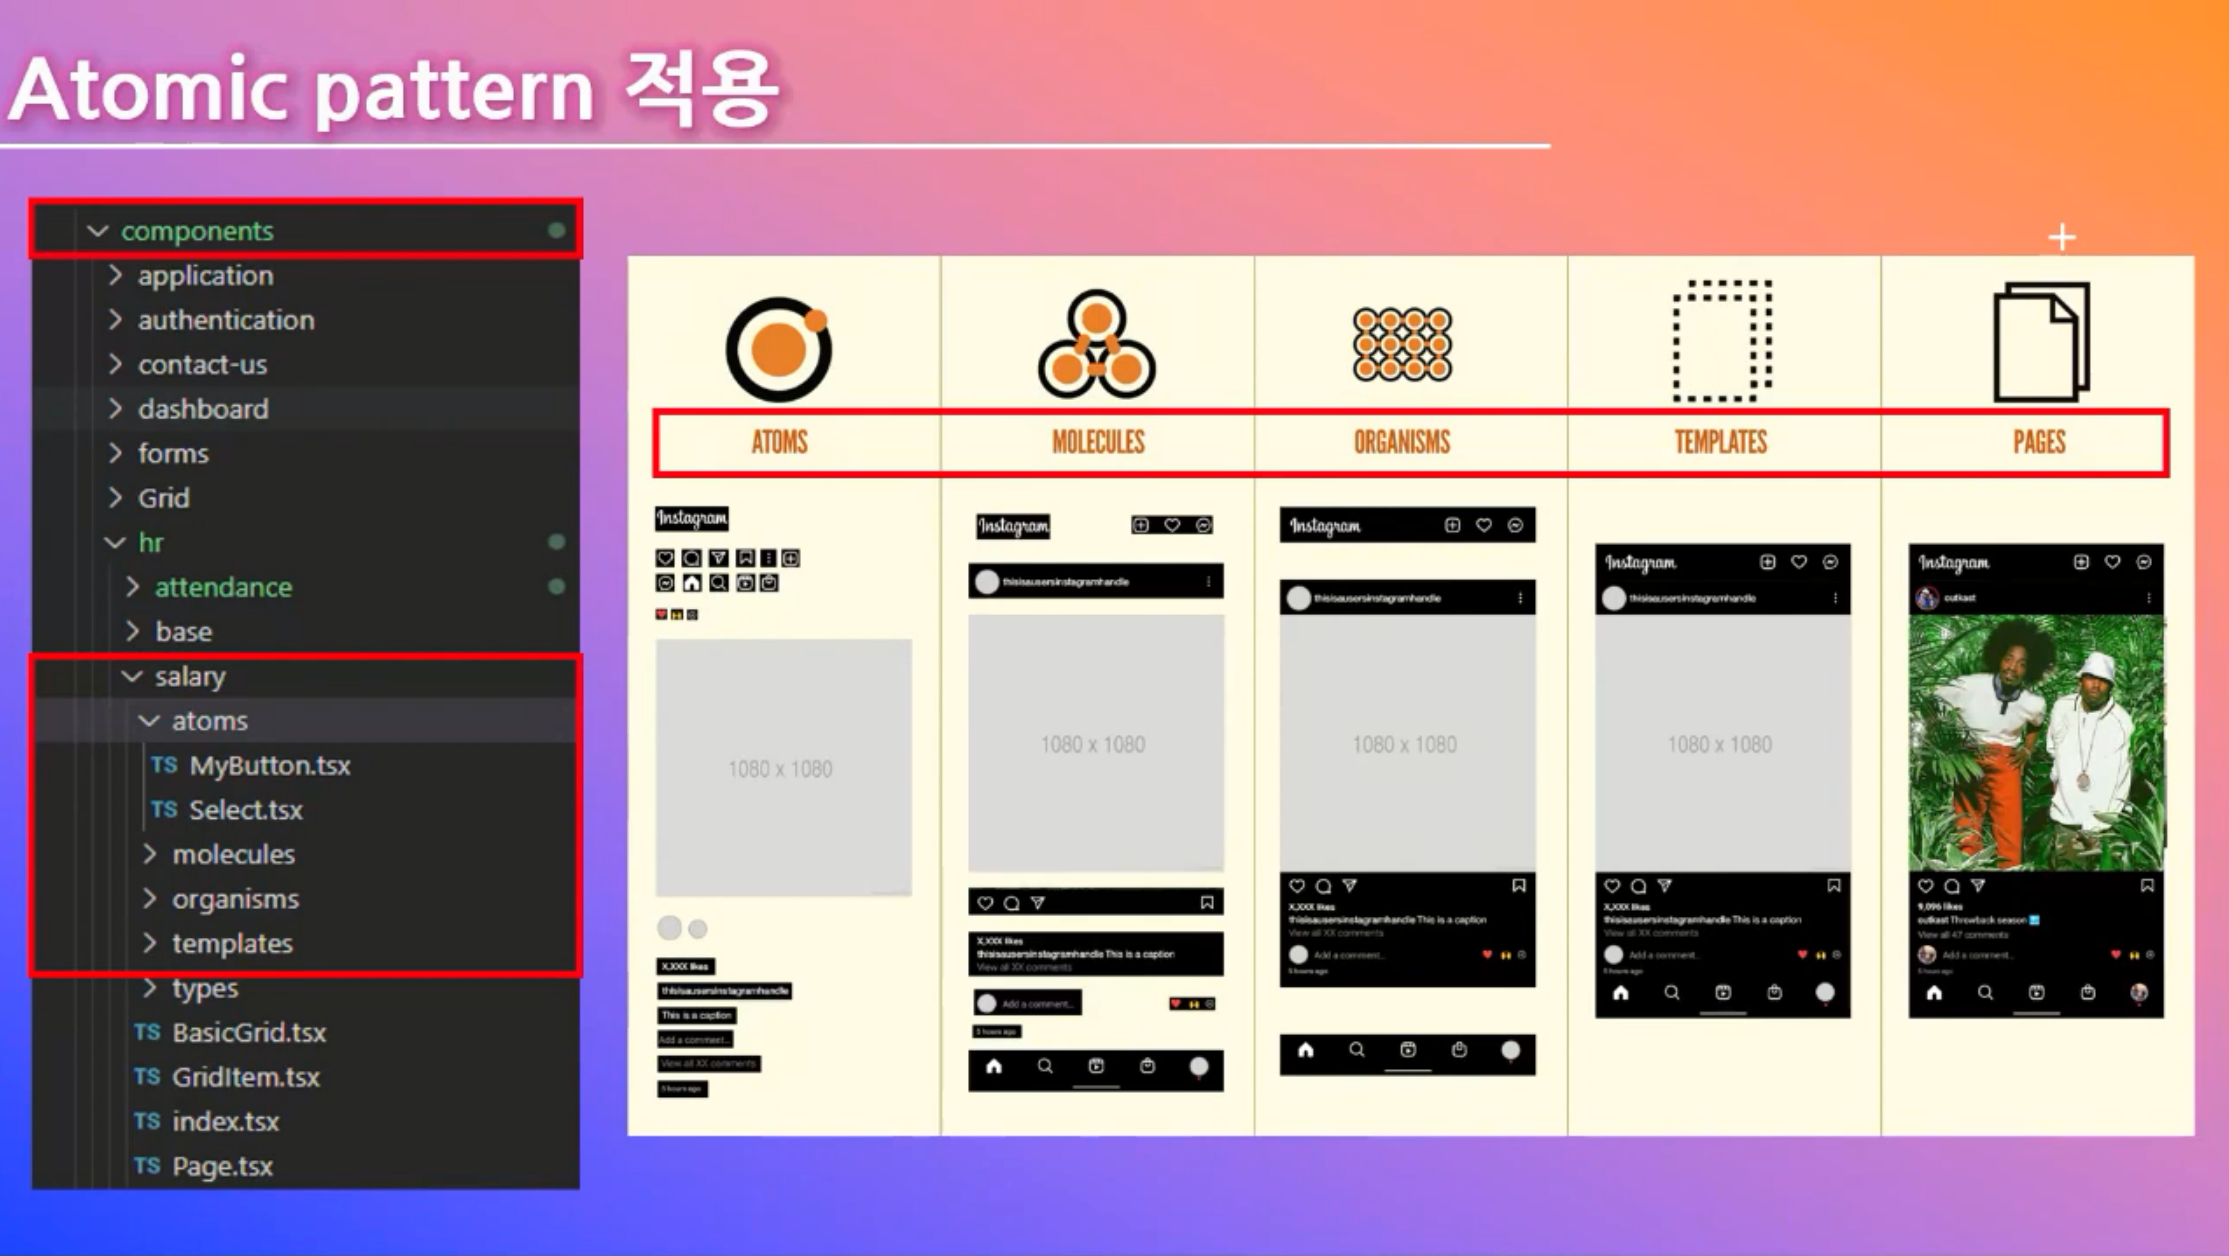 Atomic pattern 적용
components
application
authentication
contact-us
dashboard
forms
Grid
hr
attendance
base
salary
atoms
TS MyButton.tsx
TS Select.tsx
molecules
organisms
templates
types
TS BasicGrid.tsx
TS GridItem.tsx
TS index.tsx
TS Page.tsx
ATOMS
Instagram
1080 x 1080
X,XXX likes
thisisausersinstagramhandle
This is a caption
Add a comment...
View all XX comments
5 hours ago
MOLECULES
Instagram
thisisausersinstagramhandle
1080 x 1080
X,XXX likes
thisisausersinstagramhandle This is a caption
View all XX comments
Add a comment...
5 hours ago
ORGANISMS
Instagram
thisisausersinstagramhandle
1080 x 1080
X,XXX likes
thisisausersinstagramhandle This is a caption
View all XX comments
Add a comment...
5 hours ago
TEMPLATES
Instagram
thisisausersinstagramhandle
1080 x 1080
X,XXX likes
thisisausersinstagramhandle This is a caption
View all XX comments
Add a comment...
5 hours ago
PAGES
Instagram
outkast
9,096 likes
outkast Throwback season
View all 47 comments
Add a comment...
5 hours ago